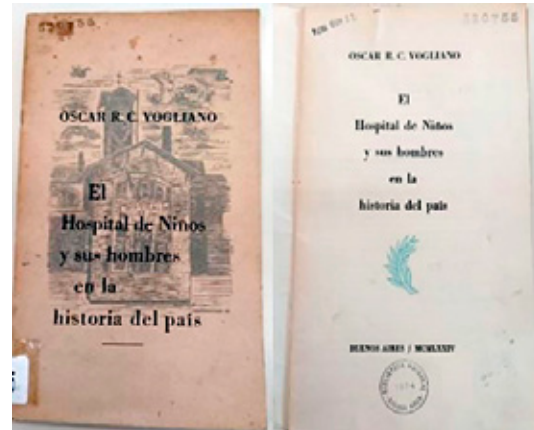 OSCAR R. C. VOGLIANO
El
Hospital de Niños
y sus hombres
en la
historia del país
530755
OSCAR R. C. VOGLIANO
El
Hospital de Niños
y sus hombres
en la
historia del país
BUENOS AIRES / MCMLXXIV